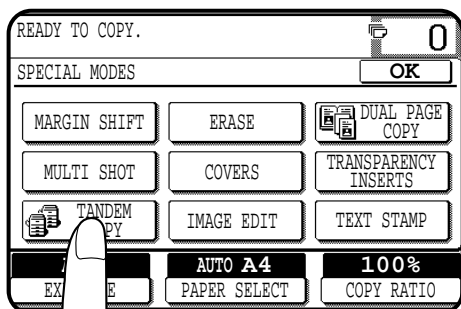 READY TO COPY.
0
SPECIAL MODES
OK
MARGIN SHIFT
ERASE
DUAL PAGE
COPY
MULTI SHOT
COVERS
TRANSPARENCY
INSERTS
TANDEM
IMAGE EDIT
TEXT STAMP
AUTO A4
100%
PAPER SELECT
COPY RATIO